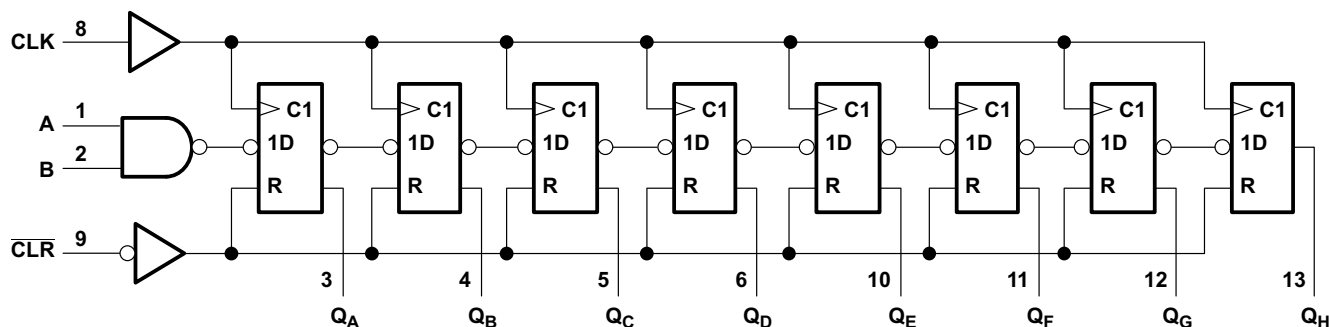 CLK 8
C1 C1 C1 C1 C1 C1 C1 C1
A 1
1D 1D 1D 1D 1D 1D 1D 1D
B 2
R R R R R R R R
CLR 9
3 4 5 6 10 11 12 13
QA QB QC QD QE QF QG QH